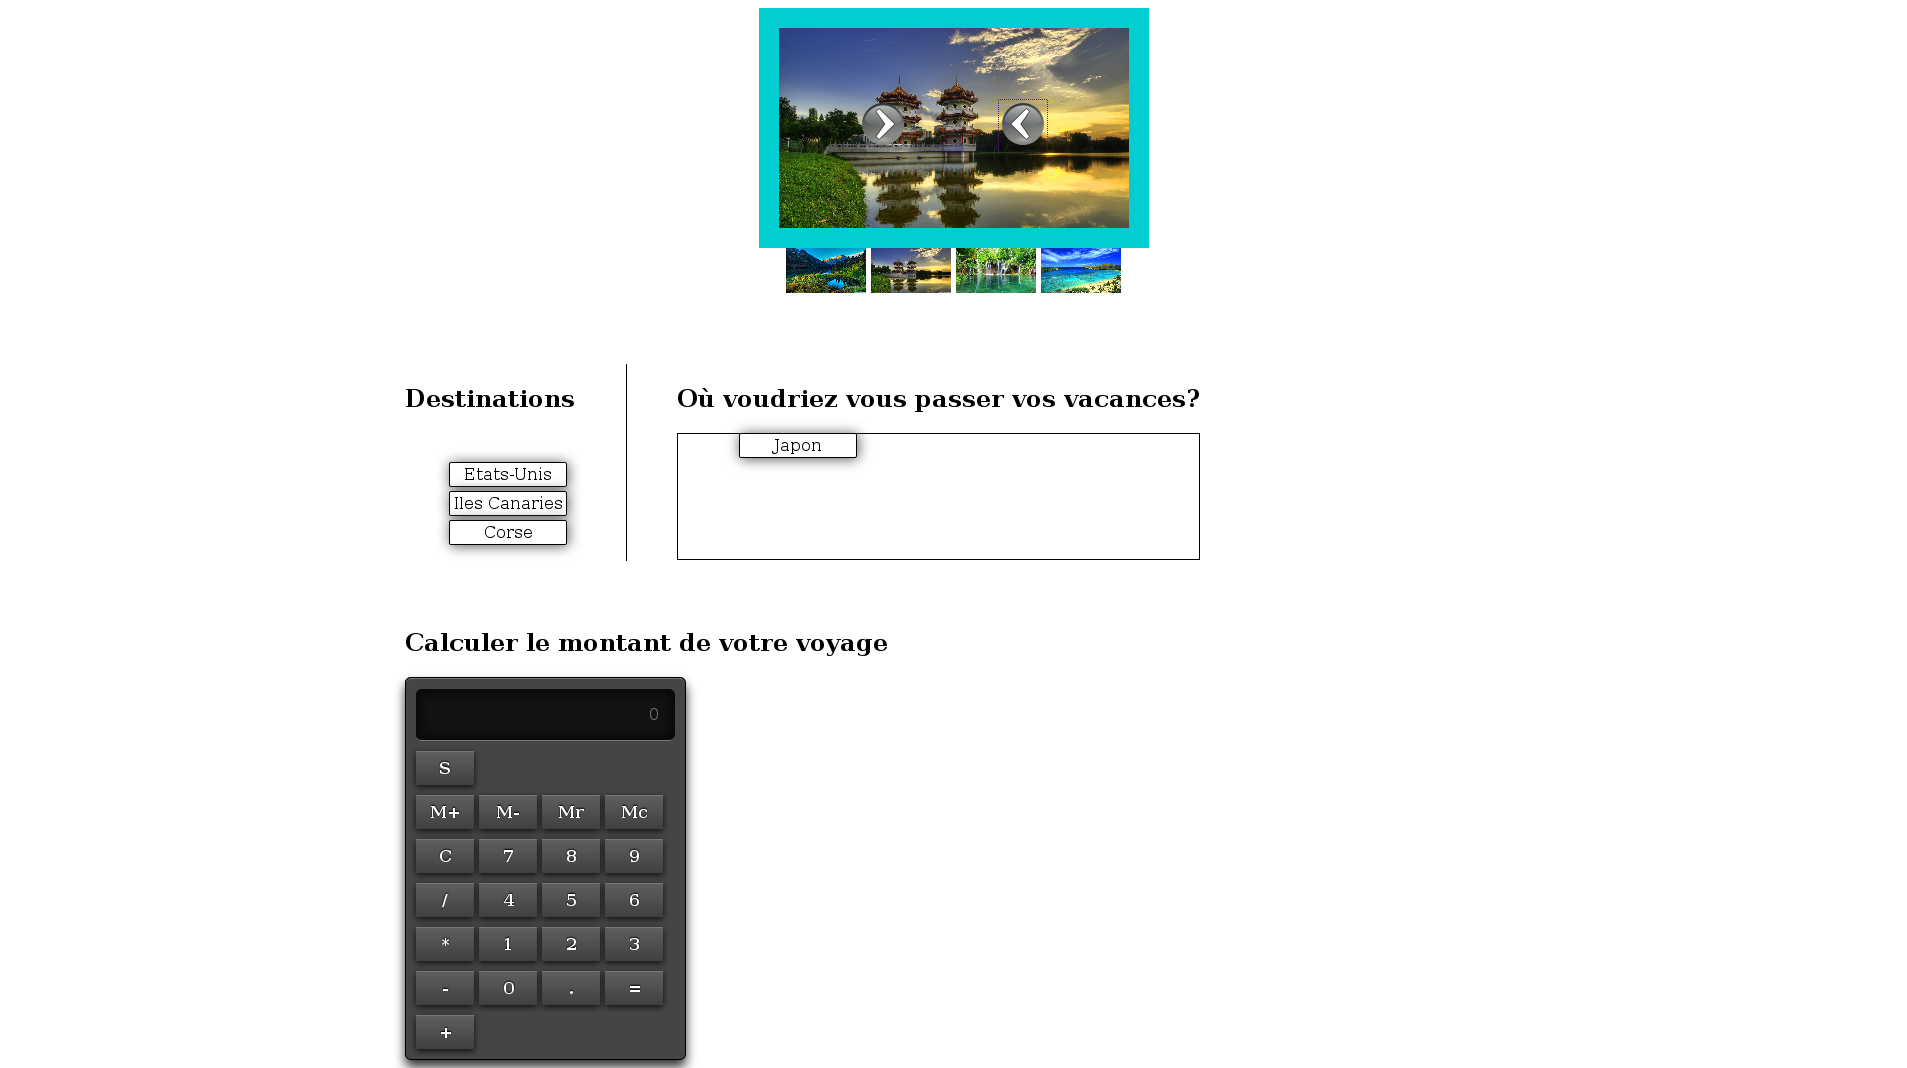 Destinations
Où voudriez vous passer vos vacances?
Japon
Etats-Unis
Iles Canaries
Corse
Calculer le montant de votre voyage
0
S
M+ M- Mr Mc
C 7 8 9
/ 4 5 6
* 1 2 3
- 0 . =
+